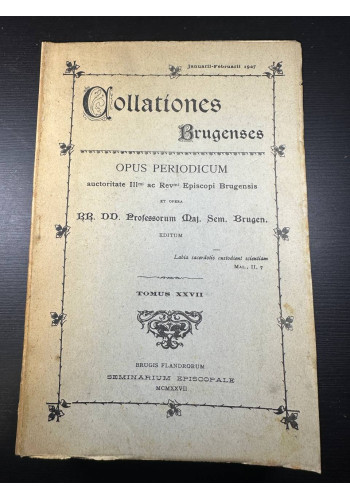 Januarii-Februarii 1927
Collationes
Brugenses
OPUS PERIODICUM
auctoritate Illmi ac Revmi Episcopi Brugensis
ET OPERA
RR. DD. Professorum Maj. Sem. Brugen.
EDITUM
Labia sacerdotis custodient scientiam
MAL., II, 7
TOMUS XXVII
BRUGIS FLANDRORUM
SEMINARIUM EPISCOPALE
MCMXXVII